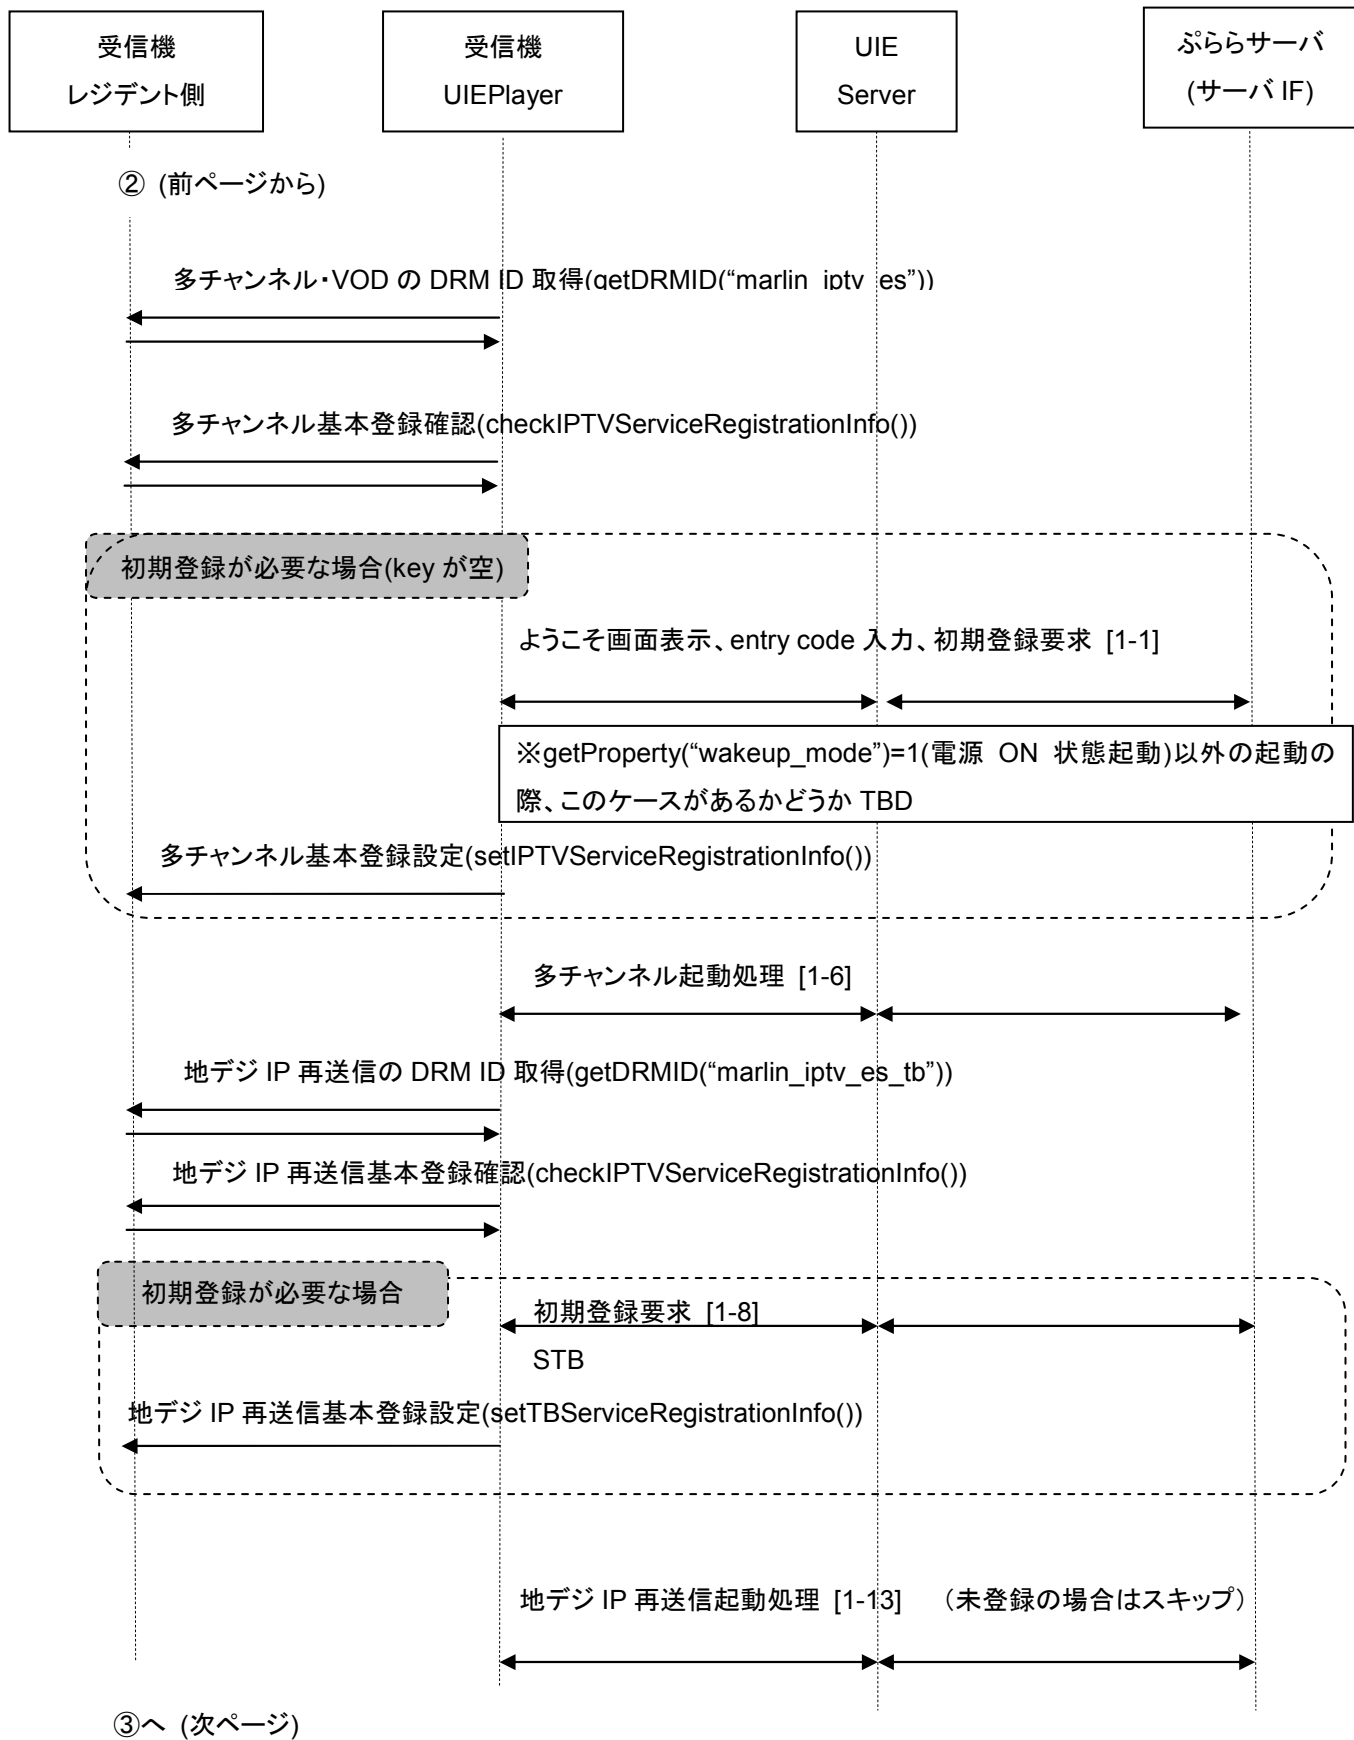 受信機
レジデント側
受信機
UIEPlayer
UIE
Server
ぷららサーバ
(サーバ IF)
② (前ページから)
多チャンネル・VOD の DRM ID 取得(getDRMID(“marlin_iptv_es”))
多チャンネル基本登録確認(checkIPTVServiceRegistrationInfo())
初期登録が必要な場合(key が空)
ようこそ画面表示、entry code 入力、初期登録要求 [1-1]
※getProperty(“wakeup_mode”)=1(電源 ON 状態起動)以外の起動の
際、このケースがあるかどうか TBD
多チャンネル基本登録設定(setIPTVServiceRegistrationInfo())
多チャンネル起動処理 [1-6]
地デジ IP 再送信の DRM ID 取得(getDRMID(“marlin_iptv_es_tb”))
地デジ IP 再送信基本登録確認(checkIPTVServiceRegistrationInfo())
初期登録が必要な場合
初期登録要求 [1-8]
STB
地デジ IP 再送信基本登録設定(setTBServiceRegistrationInfo())
地デジ IP 再送信起動処理 [1-13] （未登録の場合はスキップ）
③へ (次ページ)